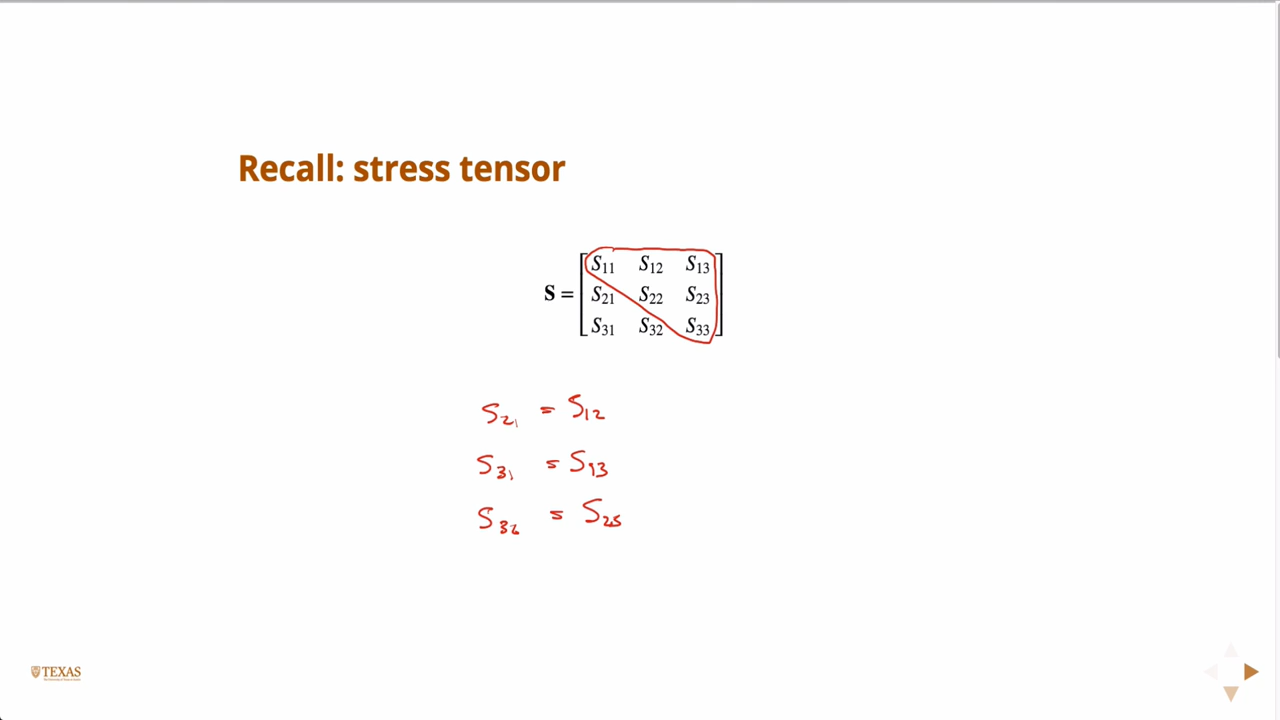 Recall: stress tensor
S₁₁ S₁₂ S₁₃
S = S₂₁ S₂₂ S₂₃
S₃₁ S₃₂ S₃₃
S₂₁ = S₁₂
S₃₁ = S₁₃
S₃₂ = S₂₃
TEXAS